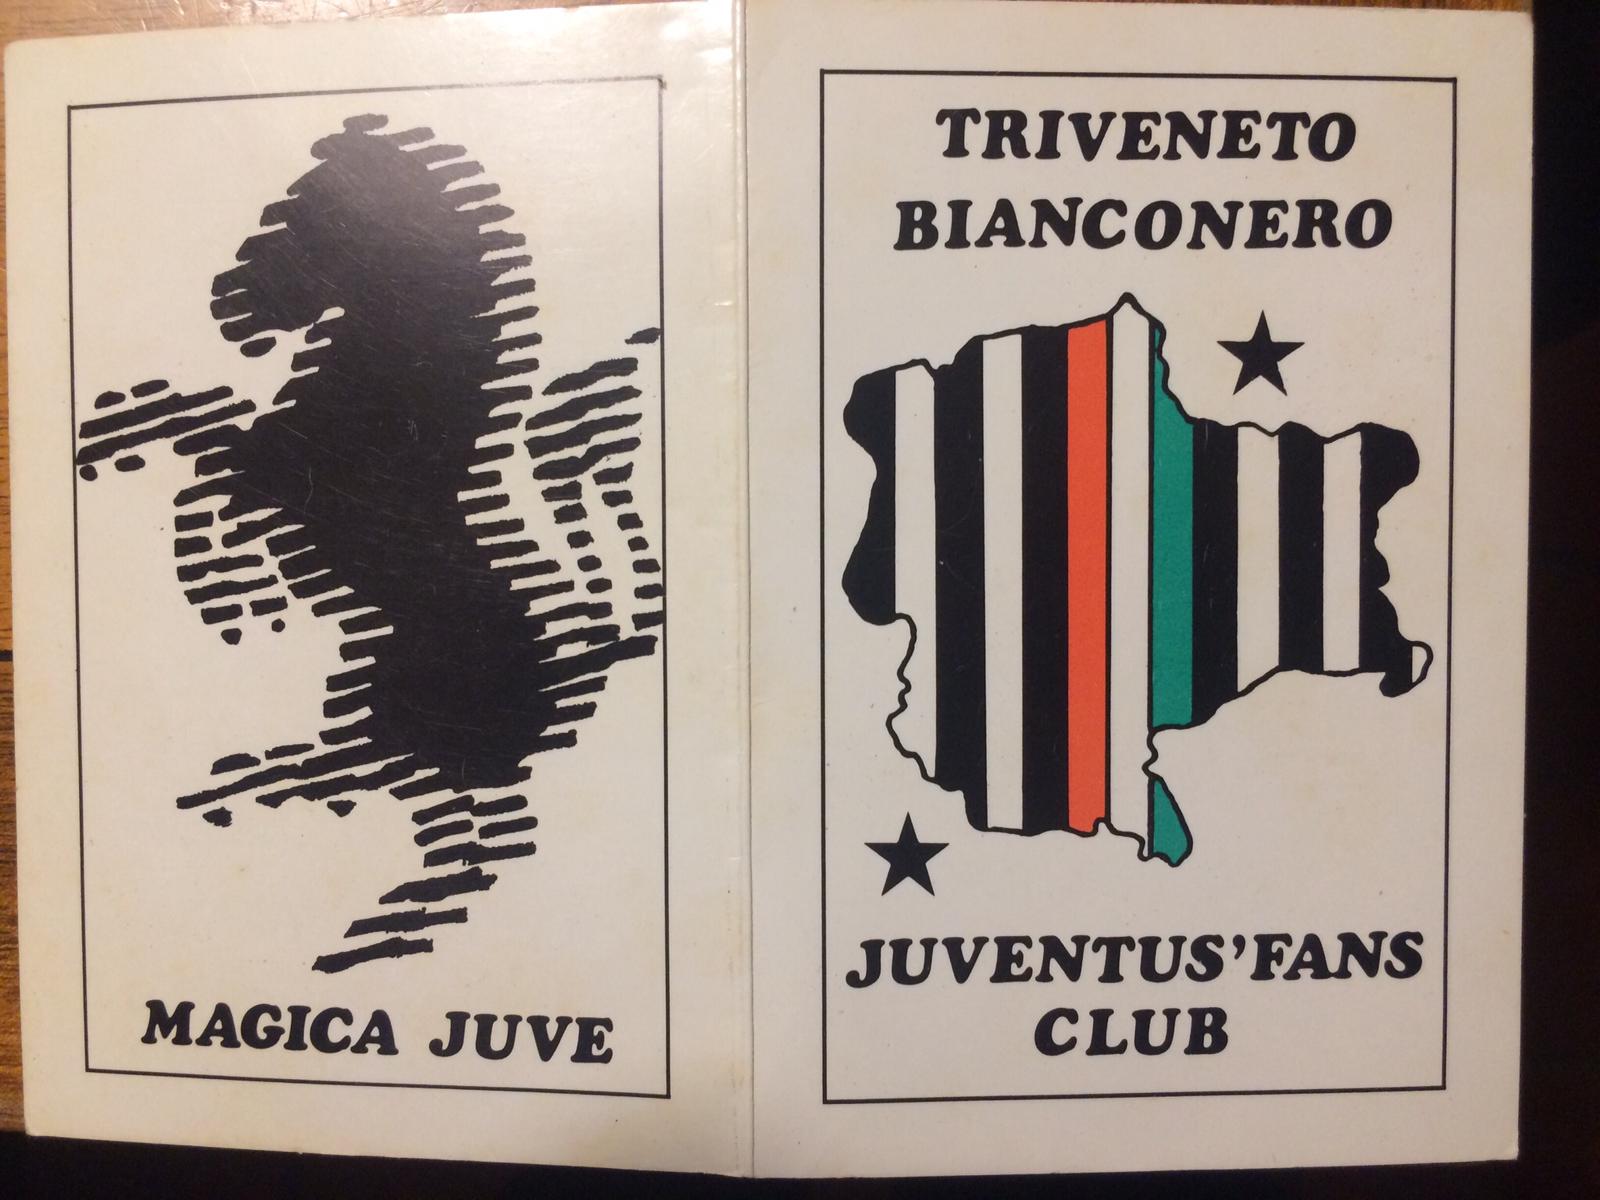 MAGICA JUVE
TRIVENETO
BIANCONERO
JUVENTUS'FANS
CLUB